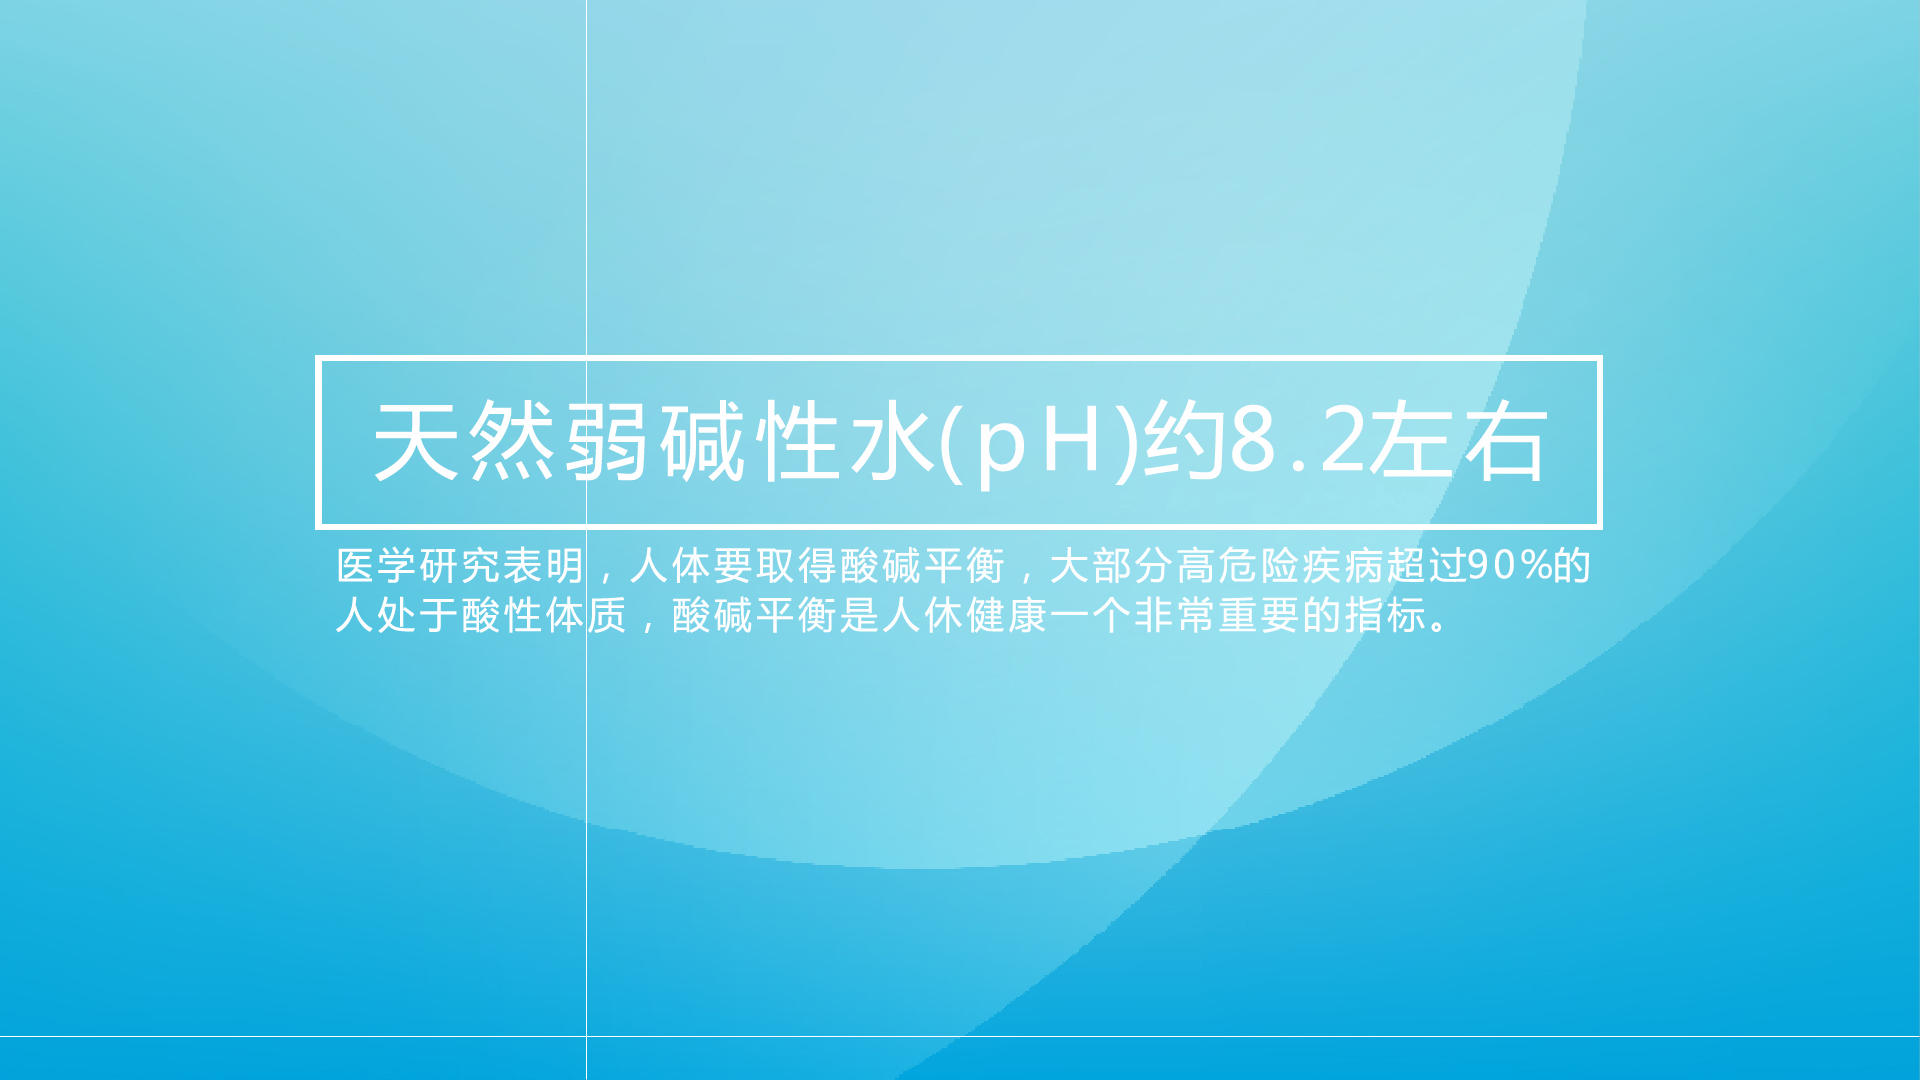 天然弱碱性水(pH)约8.2左右
医学研究表明，人体要取得酸碱平衡，大部分高危险疾病超过90%的
人处于酸性体质，酸碱平衡是人休健康一个非常重要的指标。